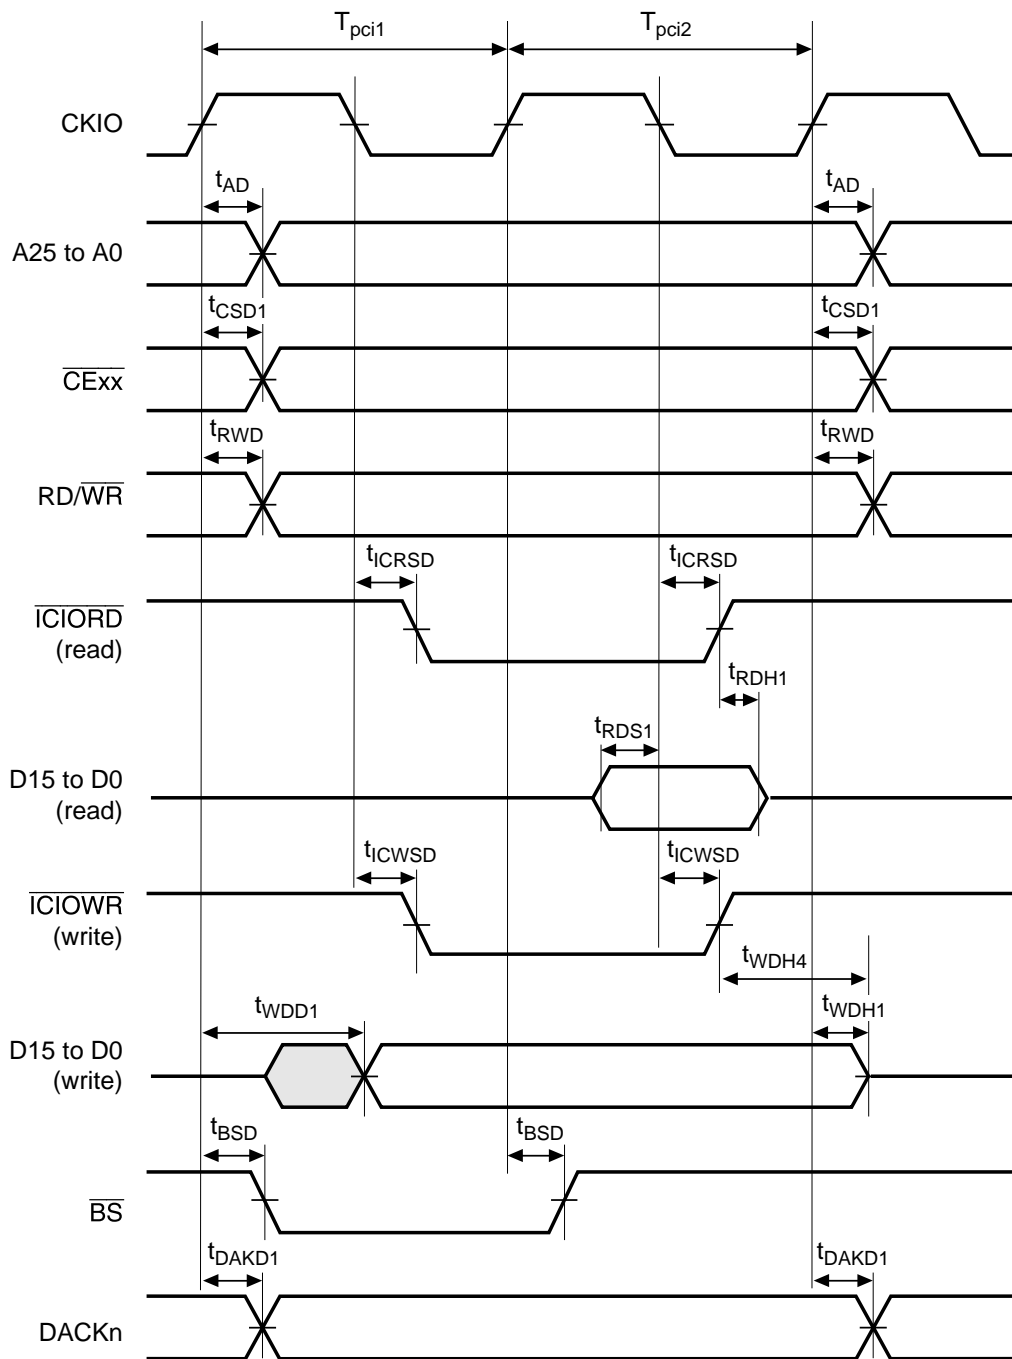 Tpci1 Tpci2
CKIO
tAD tAD
A25 to A0
tCSD1 tCSD1
CExx
tRWD tRWD
RD/WR
tICRSD tICRSD
ICIORD
(read)
tRDH1
tRDS1
D15 to D0
(read)
tICWSD tICWSD
ICIOWR
(write)
tWDH4
tWDD1 tWDH1
D15 to D0
(write)
tBSD tBSD
BS
tDAKD1 tDAKD1
DACKn